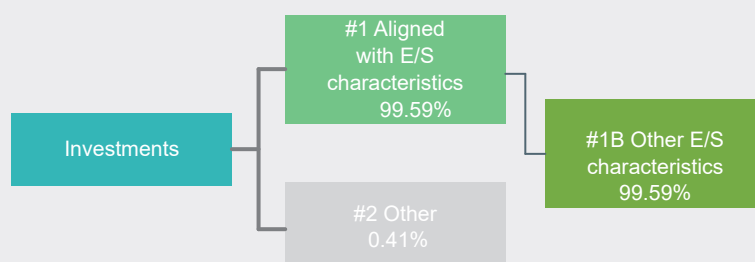 #1 Aligned
with E/S
characteristics
99.59%
Investments
#1B Other E/S
characteristics
99.59%
#2 Other
0.41%